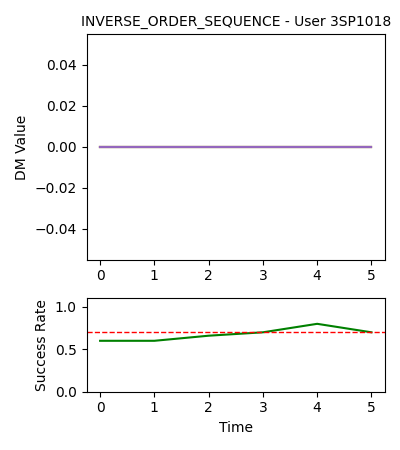 INVERSE_ORDER_SEQUENCE - User 3SP1018
DM Value
0.04
0.02
0.00
−0.02
−0.04
0 1 2 3 4 5
Success Rate
1.0
0.5
0.0
0 1 2 3 4 5
Time